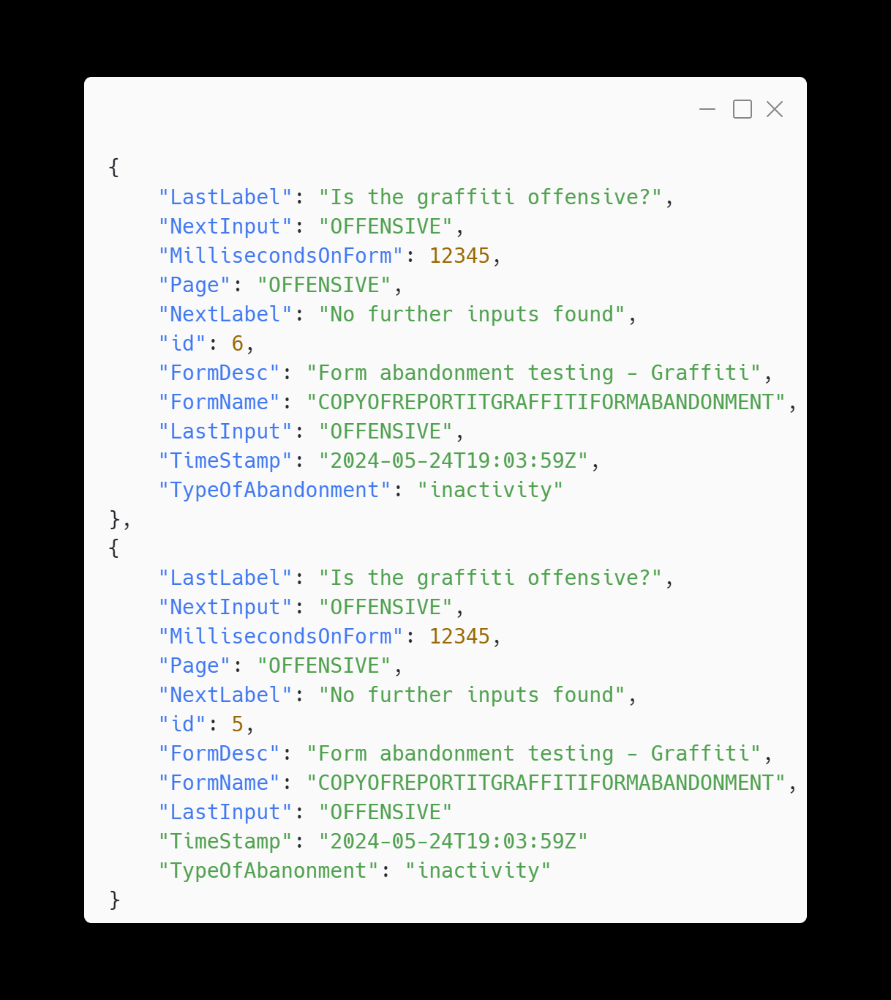 {
    "LastLabel": "Is the graffiti offensive?",
    "NextInput": "OFFENSIVE",
    "MillisecondsOnForm": 12345,
    "Page": "OFFENSIVE",
    "NextLabel": "No further inputs found",
    "id": 6,
    "FormDesc": "Form abandonment testing - Graffiti",
    "FormName": "COPYOFREPORTITGRAFFITIFORMABANDONMENT",
    "LastInput": "OFFENSIVE",
    "TimeStamp": "2024-05-24T19:03:59Z",
    "TypeOfAbandonment": "inactivity"
},
{
    "LastLabel": "Is the graffiti offensive?",
    "NextInput": "OFFENSIVE",
    "MillisecondsOnForm": 12345,
    "Page": "OFFENSIVE",
    "NextLabel": "No further inputs found",
    "id": 5,
    "FormDesc": "Form abandonment testing - Graffiti",
    "FormName": "COPYOFREPORTITGRAFFITIFORMABANDONMENT",
    "LastInput": "OFFENSIVE"
    "TimeStamp": "2024-05-24T19:03:59Z"
    "TypeOfAbanonment": "inactivity"
}